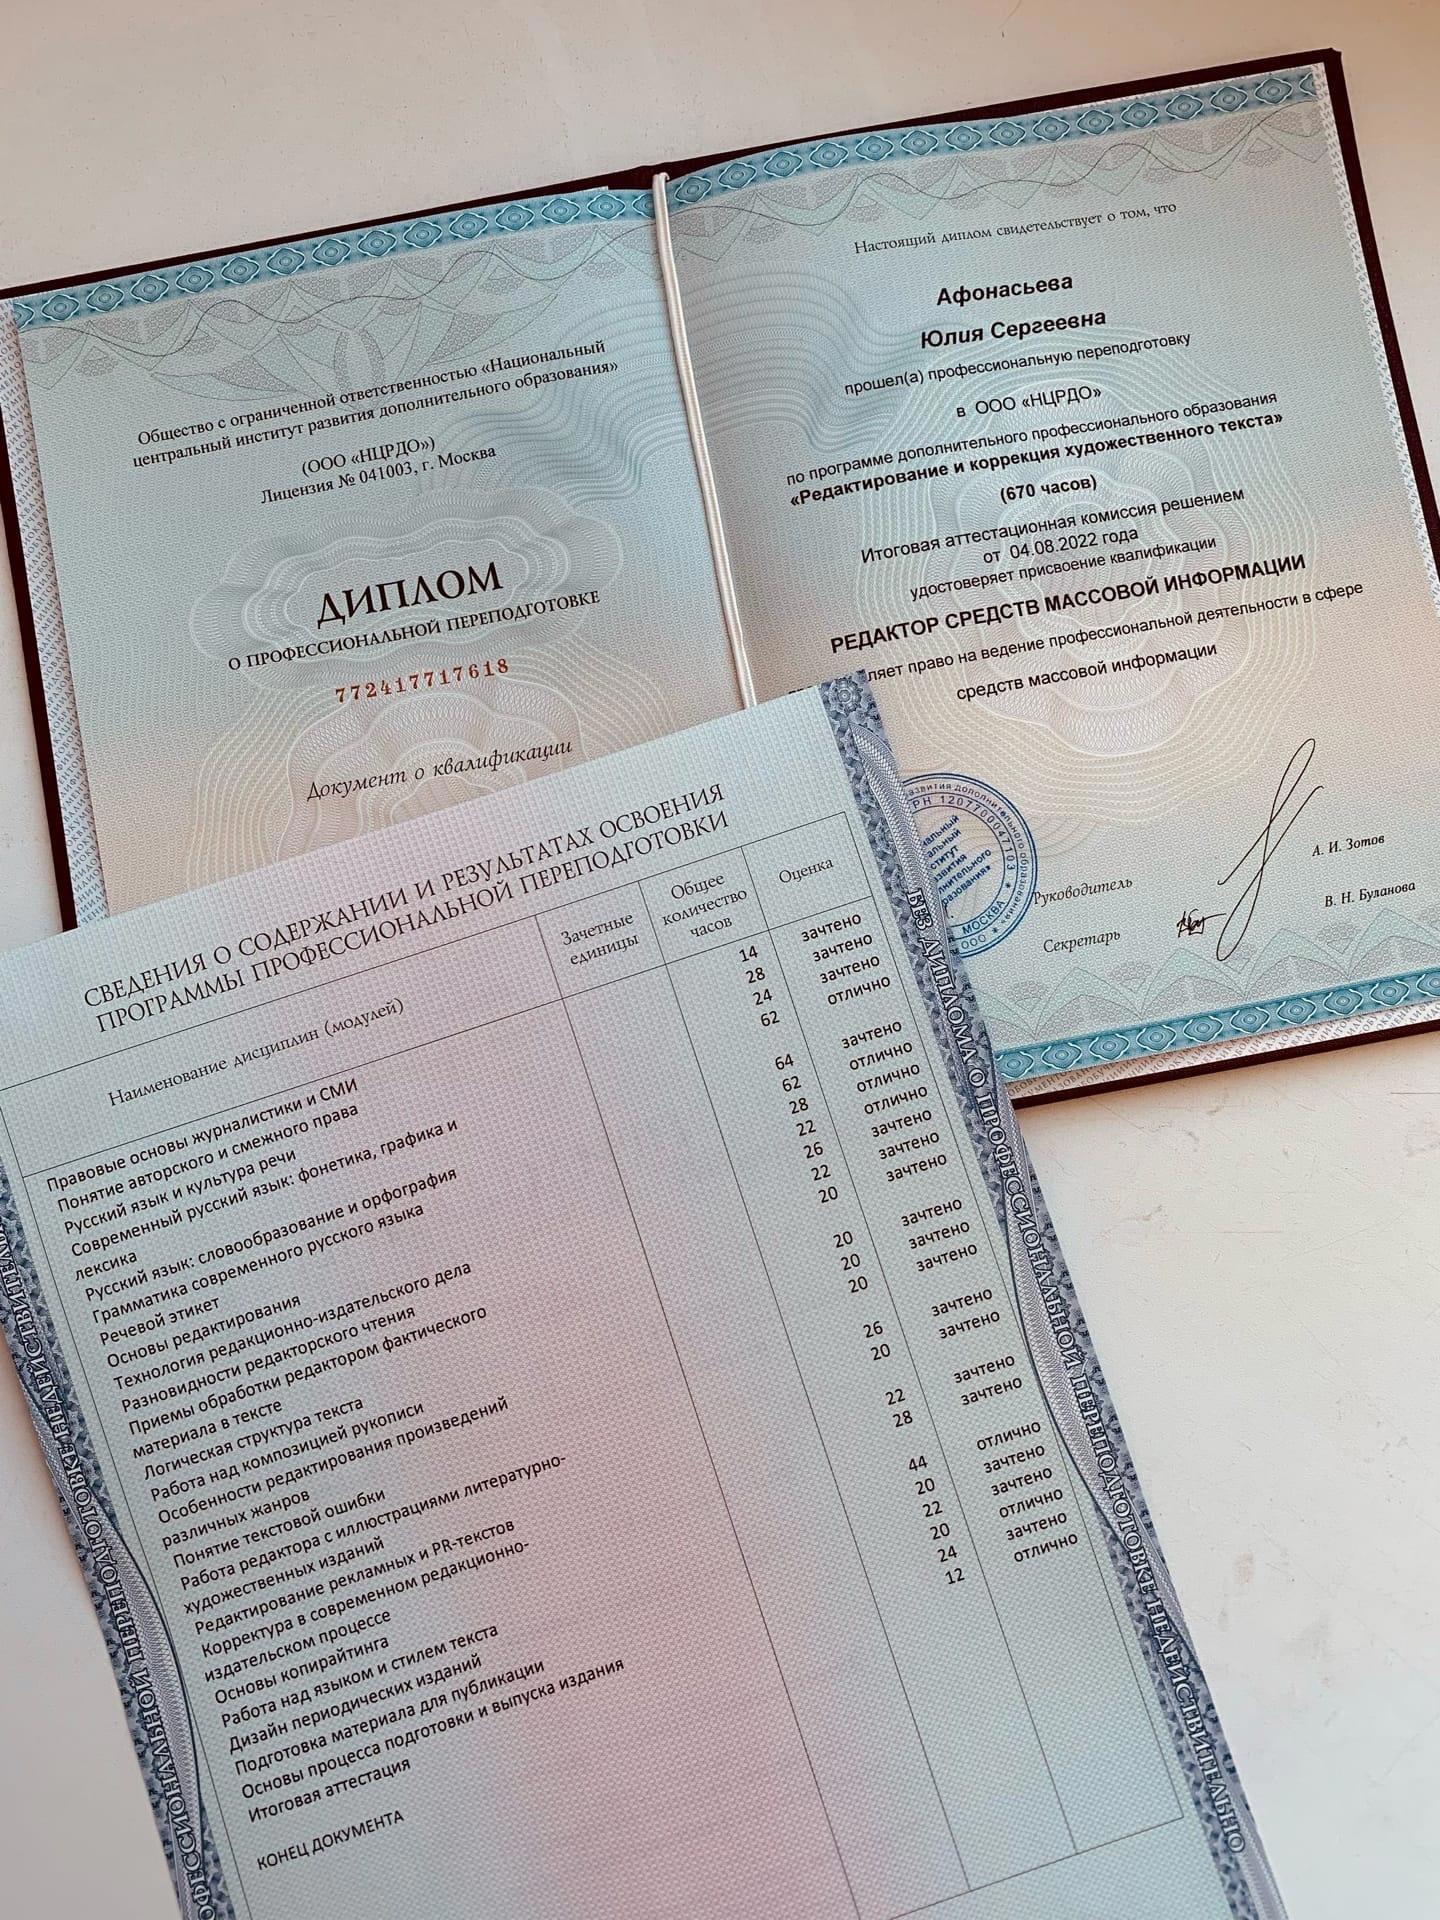 Общество с ограниченной ответственностью «Национальный
центральный институт развития дополнительного образования»
(ООО «НЦРДО»)
Лицензия № 041003, г. Москва
ДИПЛОМ
О ПРОФЕССИОНАЛЬНОЙ ПЕРЕПОДГОТОВКЕ
772417717618
Документ о квалификации
Настоящий диплом свидетельствует о том, что
Афонасьева
Юлия Сергеевна
прошел(а) профессиональную переподготовку
в ООО «НЦРДО»
по программе дополнительного профессионального образования
«Редактирование и коррекция художественного текста»
(670 часов)
Итоговая аттестационная комиссия решением
от 04.08.2022 года
удостоверяет присвоение квалификации
РЕДАКТОР СРЕДСТВ МАССОВОЙ ИНФОРМАЦИИ
ляет право на ведение профессиональной деятельности в сфере
средств массовой информации
Руководитель
А. И. Зотов
Секретарь
В. Н. Буланова
МОСКВА
СВЕДЕНИЯ О СОДЕРЖАНИИ И РЕЗУЛЬТАТАХ ОСВОЕНИЯ
ПРОГРАММЫ ПРОФЕССИОНАЛЬНОЙ ПЕРЕПОДГОТОВКИ
Наименование дисциплин (модулей)
Зачетные
единицы
Общее
количество
часов
Оценка
Правовые основы журналистики и СМИ 14 зачтено
Понятие авторского и смежного права 28 зачтено
Русский язык и культура речи 24 зачтено
Современный русский язык: фонетика, графика и 62 отлично
лексика
Русский язык: словообразование и орфография 64 зачтено
Грамматика современного русского языка 62 отлично
Речевой этикет 28 отлично
Основы редактирования 22 отлично
Технология редакционно-издательского дела 26 зачтено
Разновидности редакторского чтения 22 зачтено
Приемы обработки редактором фактического 20 зачтено
материала в тексте
Логическая структура текста 20 зачтено
Работа над композицией рукописи 20 зачтено
Особенности редактирования произведений 20 зачтено
различных жанров
Понятие текстовой ошибки 26 зачтено
Работа редактора с иллюстрациями литературно- 20 зачтено
художественных изданий
Редактирование рекламных и PR-текстов 22 зачтено
Корректура в современном редакционно- 28 зачтено
издательском процессе
Основы копирайтинга 44 отлично
Работа над языком и стилем текста 20 зачтено
Дизайн периодических изданий 22 зачтено
Подготовка материала для публикации 20 отлично
Основы процесса подготовки и выпуска издания 24 зачтено
Итоговая аттестация 12 отлично
КОНЕЦ ДОКУМЕНТА
БЕЗ ДИПЛОМА О ПРОФЕССИОНАЛЬНОЙ ПЕРЕПОДГОТОВКЕ НЕДЕЙСТВИТЕЛЬНО
ПРОФЕССИОНАЛЬНОЙ ПЕРЕПОДГОТОВКЕ НЕДЕЙСТВИТЕЛЬ